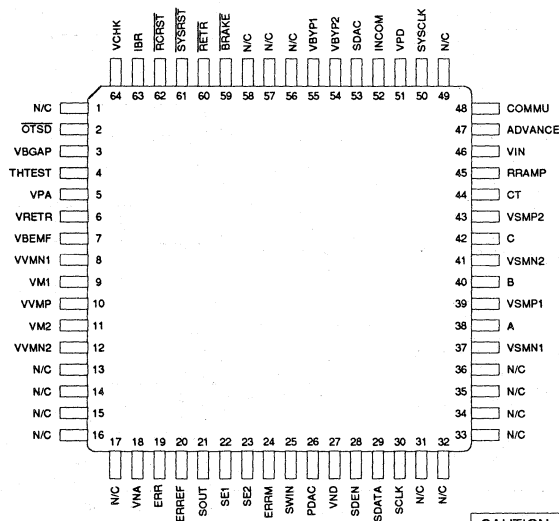 VCHK
IBR
RCRST
SYSRST
RETR
BRAKE
N/C
N/C
N/C
VBYP1
VBYP2
SDAC
INCOM
VPD
SYSCLK
N/C
64 63 62 61 60 59 58 57 56 55 54 53 52 51 50 49
N/C 1
OTSD 2
VBGAP 3
THTEST 4
VPA 5
VRETR 6
VBEMF 7
VVMN1 8
VM1 9
VVMP 10
VM2 11
VVMN2 12
N/C 13
N/C 14
N/C 15
N/C 16
48 COMMU
47 ADVANCE
46 VIN
45 RRAMP
44 CT
43 VSMP2
42 C
41 VSMN2
40 B
39 VSMP1
38 A
37 VSMN1
36 N/C
35 N/C
34 N/C
33 N/C
17 18 19 20 21 22 23 24 25 26 27 28 29 30 31 32
N/C
VNA
ERR
ERREF
SOUT
SE1
SE2
ERRM
SWIN
PDAC
VND
SDEN
SDATA
SCLK
N/C
N/C
CAUTION